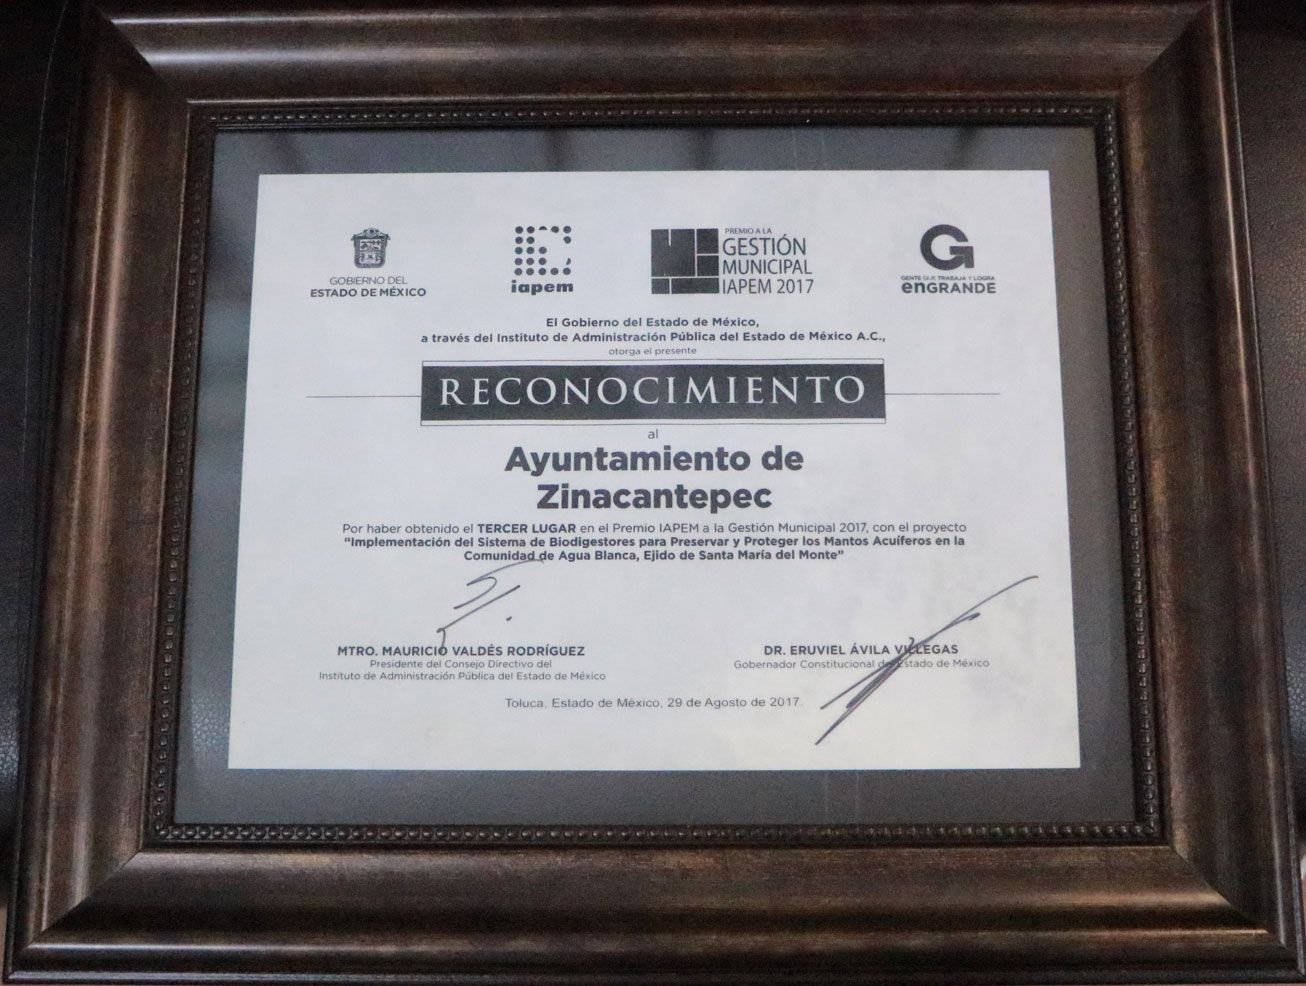 GOBIERNO DEL
ESTADO DE MÉXICO
iapem
PREMIO A LA
GESTIÓN
MUNICIPAL
IAPEM 2017
GENTE QUE TRABAJA Y LOGRA
enGRANDE
El Gobierno del Estado de México,
a través del Instituto de Administración Pública del Estado de México A.C.,
otorga el presente
RECONOCIMIENTO
al
Ayuntamiento de
Zinacantepec
Por haber obtenido el TERCER LUGAR en el Premio IAPEM a la Gestión Municipal 2017, con el proyecto
"Implementación del Sistema de Biodigestores para Preservar y Proteger los Mantos Acuíferos en la
Comunidad de Agua Blanca, Ejido de Santa María del Monte"
MTRO. MAURICIO VALDÉS RODRÍGUEZ
Presidente del Consejo Directivo del
Instituto de Administración Pública del Estado de México
DR. ERUVIEL ÁVILA VILLEGAS
Gobernador Constitucional del Estado de México
Toluca, Estado de México, 29 de Agosto de 2017.